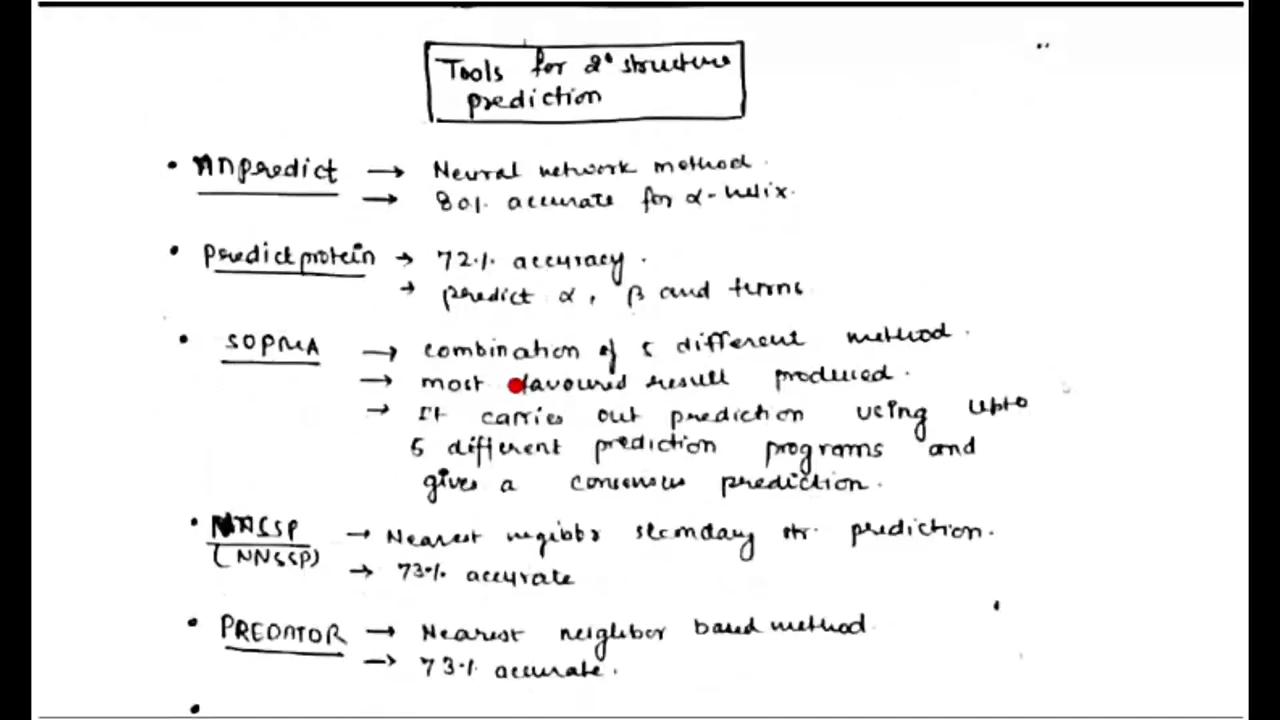 Tools for 2° structure
prediction
• nnpredict → Neural network method.
→ 80% accurate for α-helix.
• Predictprotein → 72% accuracy.
→ predict α, β and turns
• SOPMA → combination of 5 different method.
→ most favoured result produced.
→ It carries out prediction using upto
5 different prediction programs and
gives a consensus prediction.
• NNSSP → Nearest negibbr secondary str. prediction.
(NNSSP) → 73% accurate
• PREDATOR → Nearest neighbor based method.
→ 73% accurate.
•